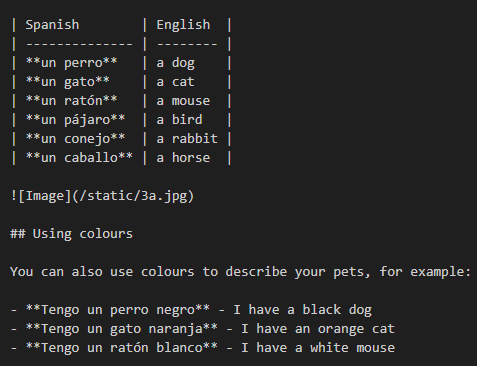 | Spanish        | English  |
| -------------- | -------- |
| **un perro**   | a dog    |
| **un gato**    | a cat    |
| **un ratón**   | a mouse  |
| **un pájaro**  | a bird   |
| **un conejo**  | a rabbit |
| **un caballo** | a horse  |
![Image](/static/3a.jpg)
## Using colours
You can also use colours to describe your pets, for example:
- **Tengo un perro negro** - I have a black dog
- **Tengo un gato naranja** - I have an orange cat
- **Tengo un ratón blanco** - I have a white mouse